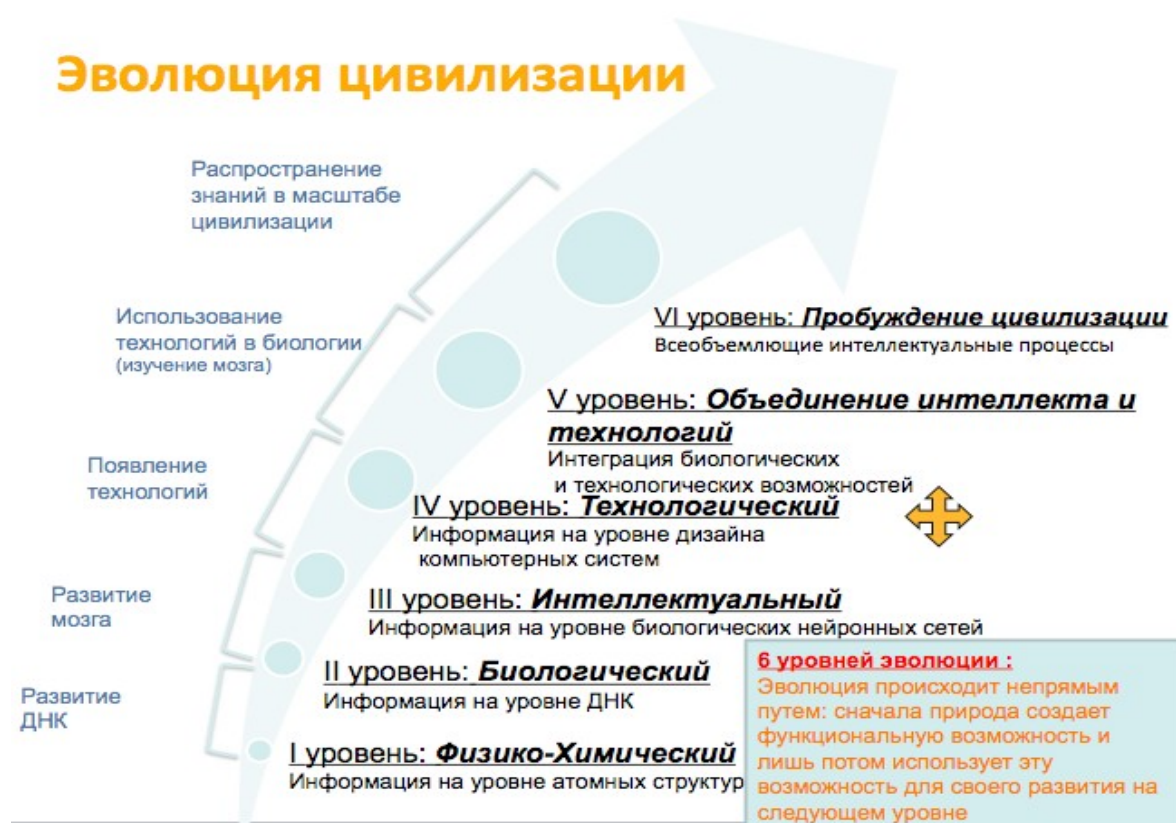 Эволюция цивилизации
Распространение
знаний в масштабе
цивилизации
Использование
технологий в биологии
(изучение мозга)
Появление
технологий
Развитие
мозга
Развитие
ДНК
VI уровень: Пробуждение цивилизации
Всеобъемлющие интеллектуальные процессы
V уровень: Объединение интеллекта и
технологий
Интеграция биологических
и технологических возможностей
IV уровень: Технологический
Информация на уровне дизайна
компьютерных систем
III уровень: Интеллектуальный
Информация на уровне биологических нейронных сетей
II уровень: Биологический
Информация на уровне ДНК
I уровень: Физико-Химический
Информация на уровне атомных структур
6 уровней эволюции :
Эволюция происходит непрямым
путем: сначала природа создает
функциональную возможность и
лишь потом использует эту
возможность для своего развития на
следующем уровне